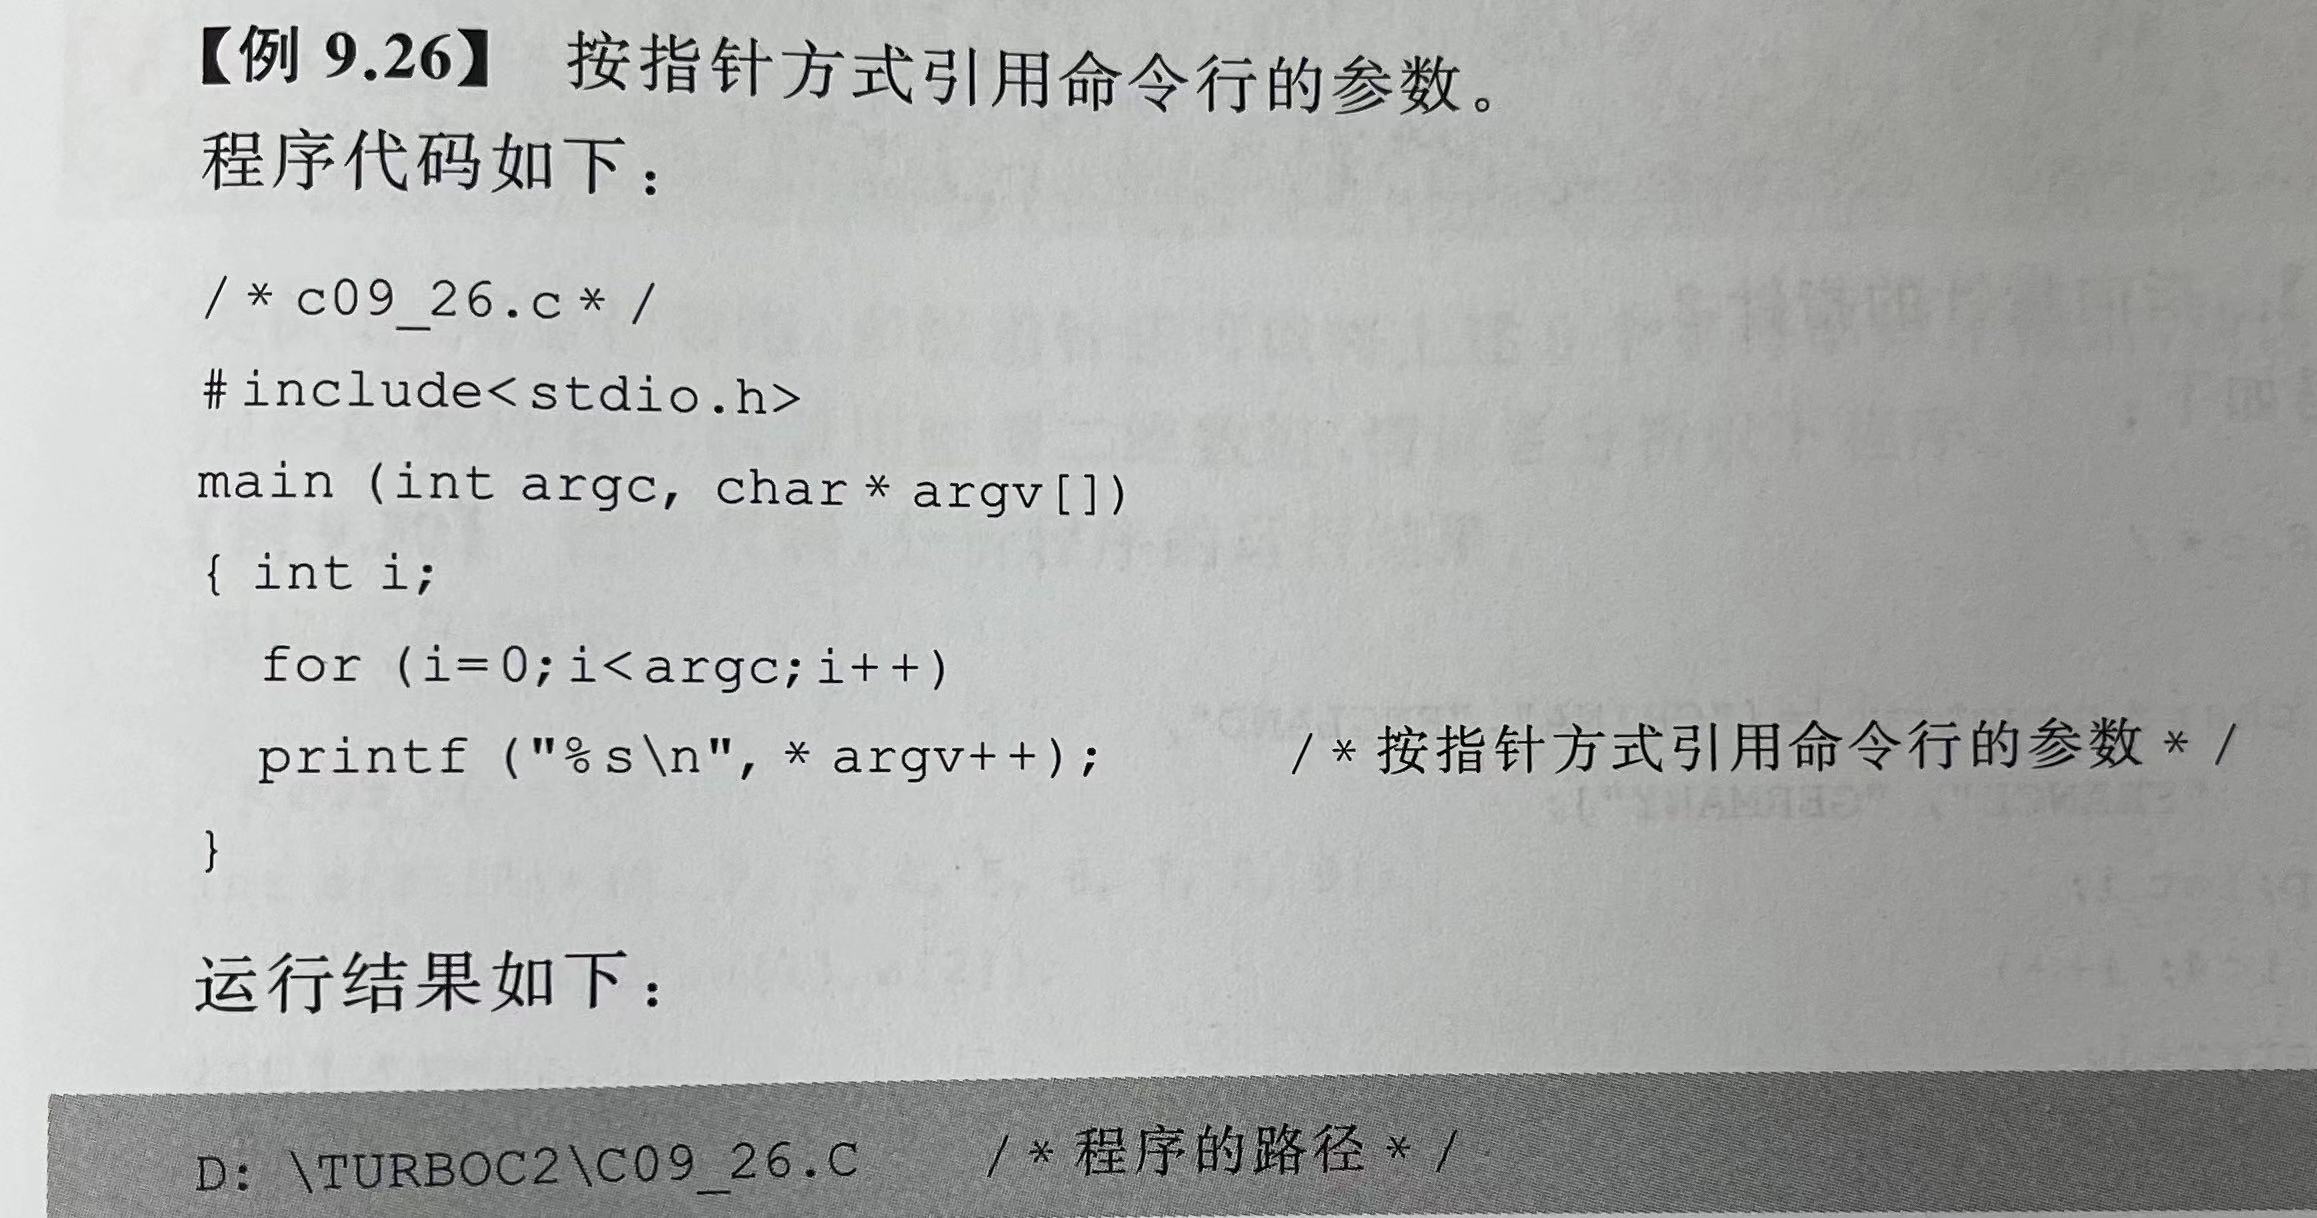 【例 9.26】 按指针方式引用命令行的参数。
程序代码如下：
/*c09_26.c*/
#include<stdio.h>
main (int argc, char* argv[])
{ int i;
for (i=0;i<argc;i++)
printf ("%s\n", * argv++); /*按指针方式引用命令行的参数*/
}
运行结果如下：
D: \TURBOC2\C09_26.C /*程序的路径*/